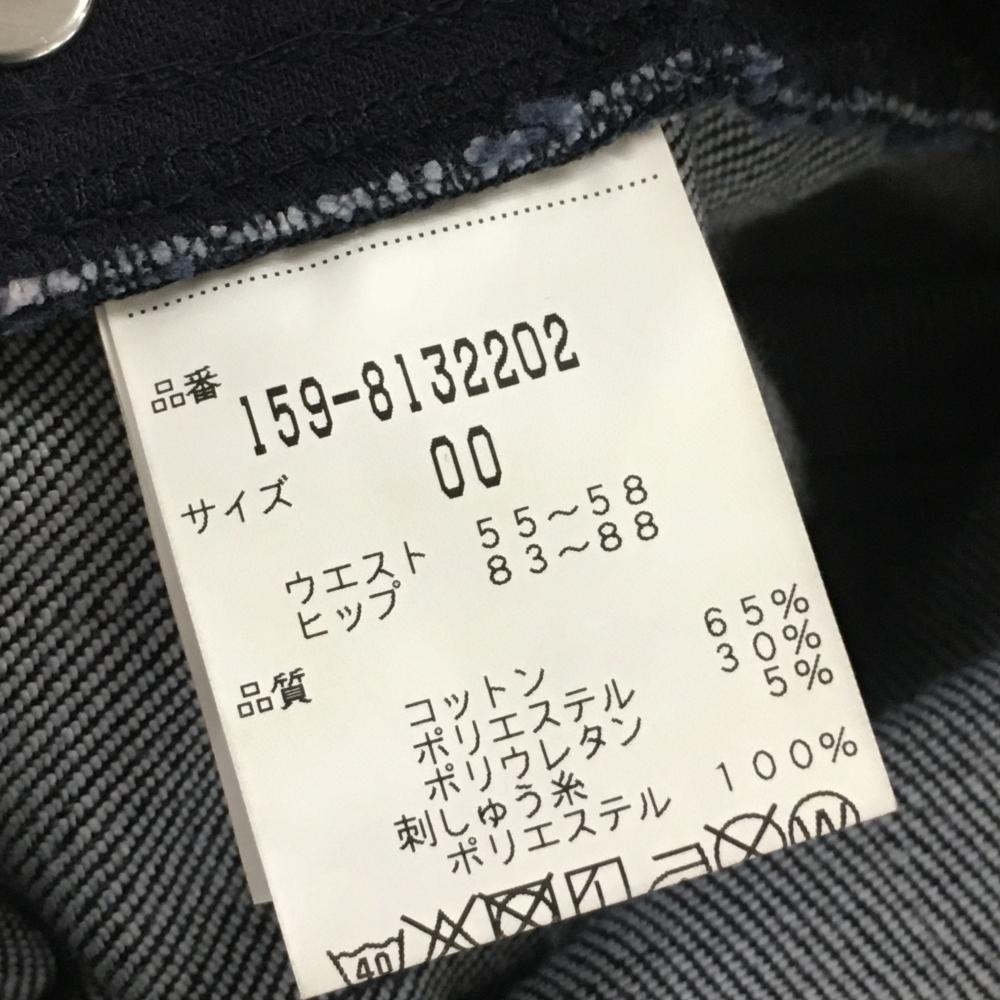 品番 159-8132202
サイズ 00
ウエスト 55〜58
ヒップ 83〜88
品質
コットン 65%
ポリエステル 30%
ポリウレタン 5%
刺しゅう糸
ポリエステル 100%
40 W